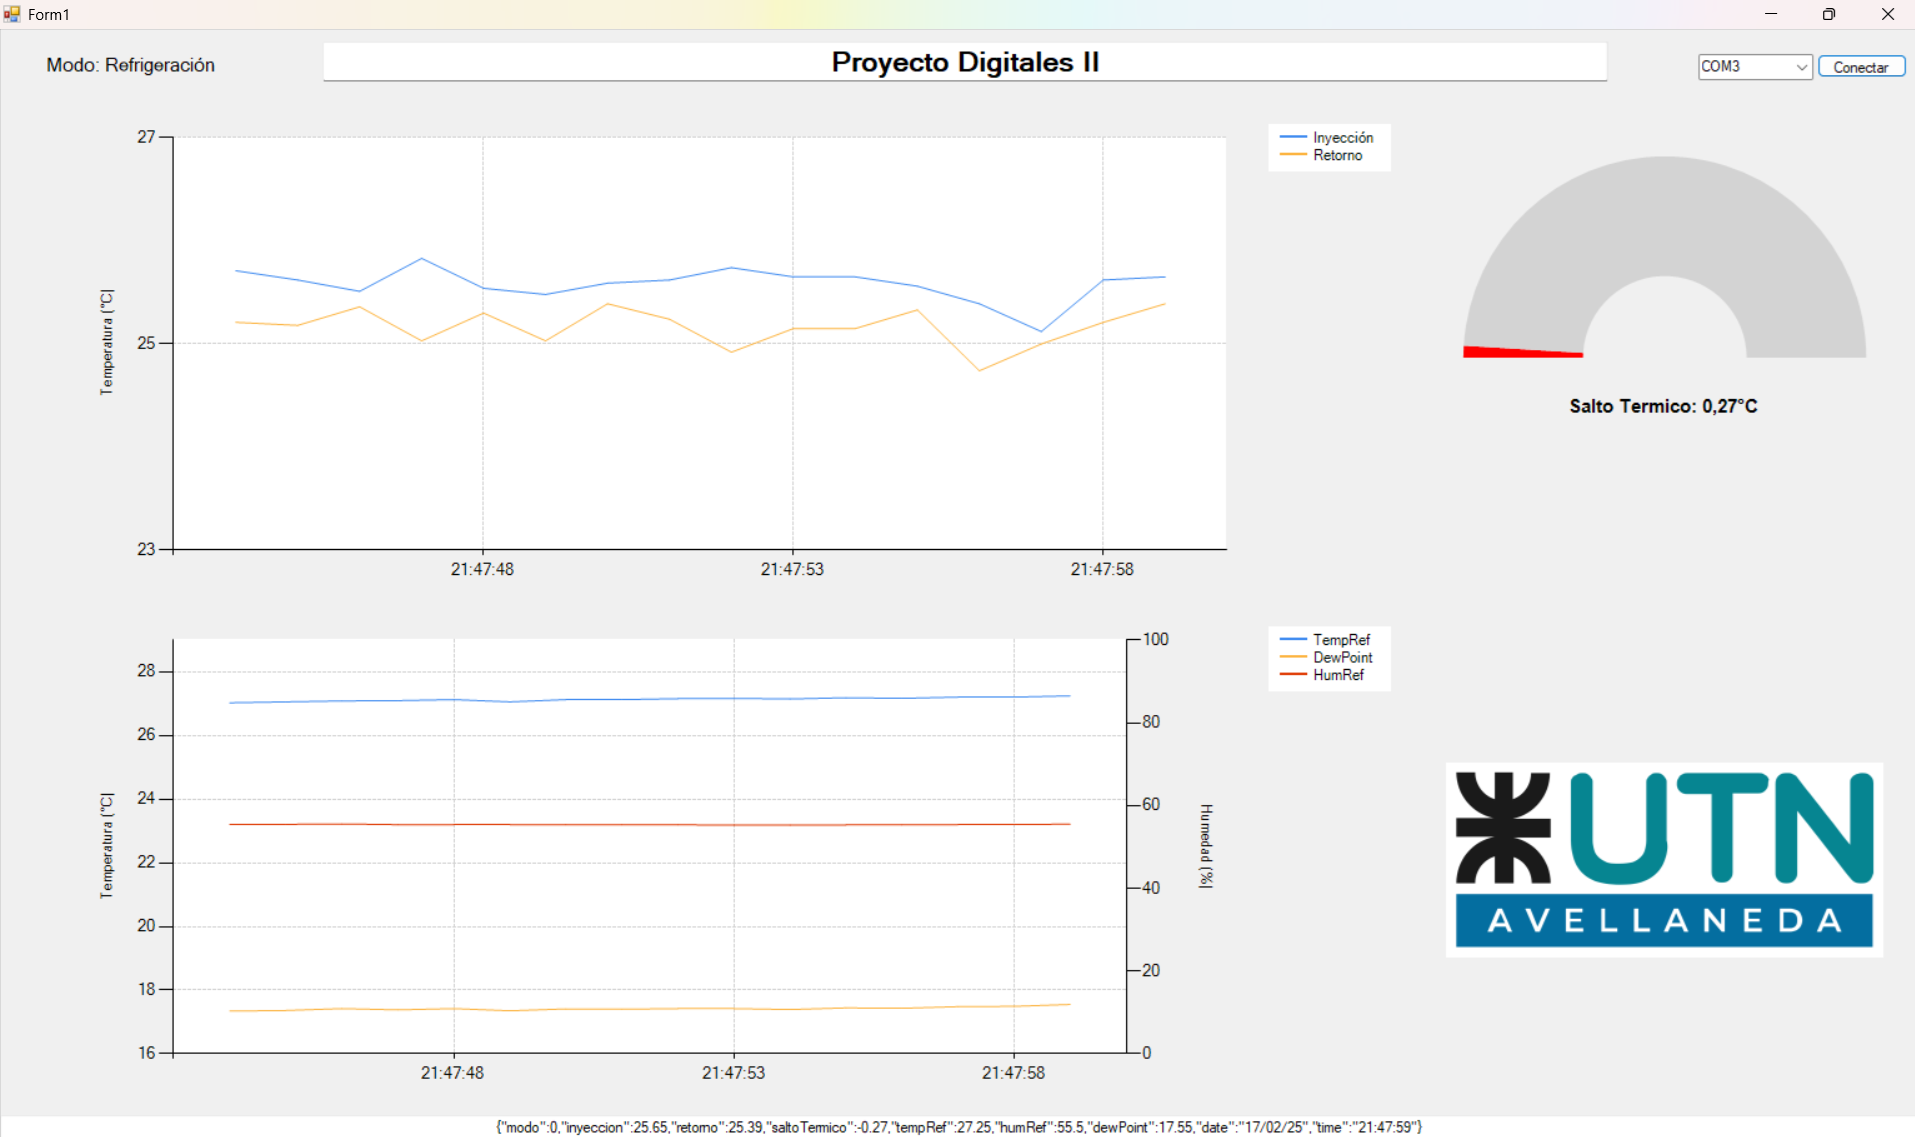 Form1
Modo: Refrigeración
Proyecto Digitales II
COM3
Conectar
27
25
23
Temperatura (°C)
21:47:48
21:47:53
21:47:58
Inyección
Retorno
Salto Termico: 0,27°C
28
26
24
22
20
18
16
Temperatura (°C)
100
80
60
40
20
0
Humedad (%)
21:47:48
21:47:53
21:47:58
TempRef
DewPoint
HumRef
UTN
AVELLANEDA
{"modo":0,"inyeccion":25.65,"retorno":25.39,"saltoTermico":-0.27,"tempRef":27.25,"humRef":55.5,"dewPoint":17.55,"date":"17/02/25","time":"21:47:59"}